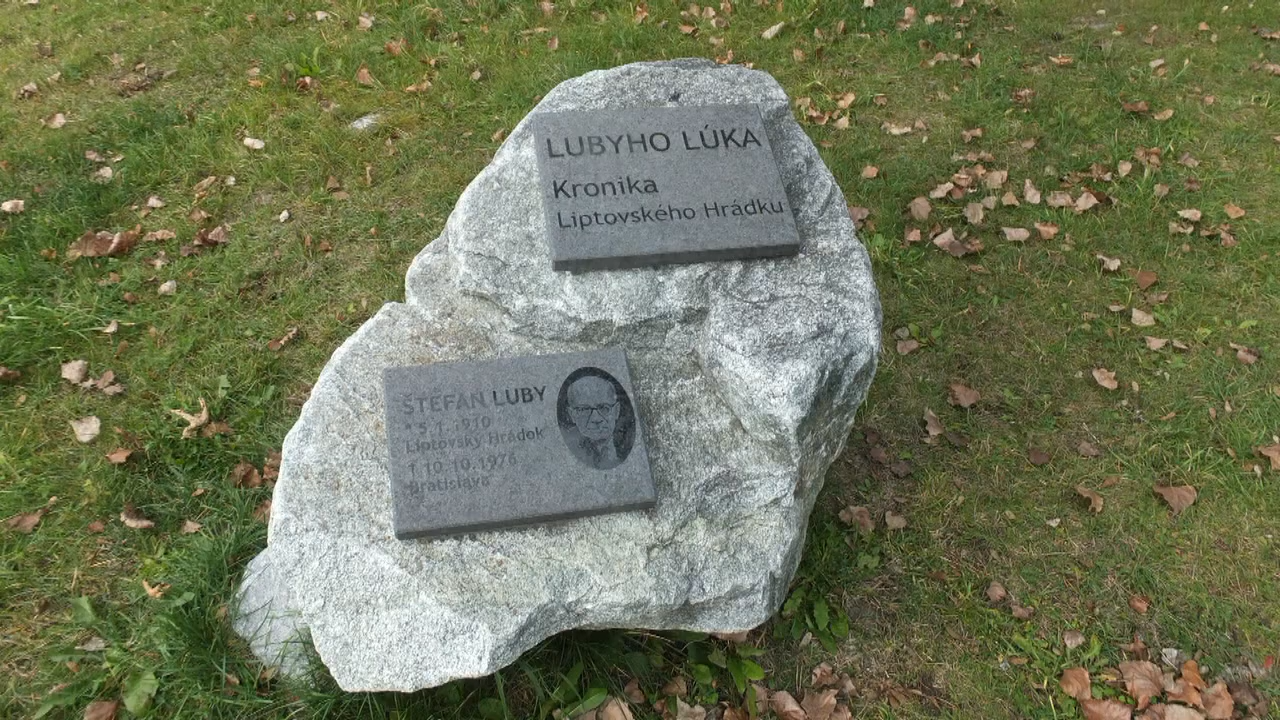 LUBYHO LÚKA
Kronika
Liptovského Hrádku
ŠTEFAN LUBY
* 5.1.1910
Liptovský Hrádok
† 10.10.1976
Bratislava